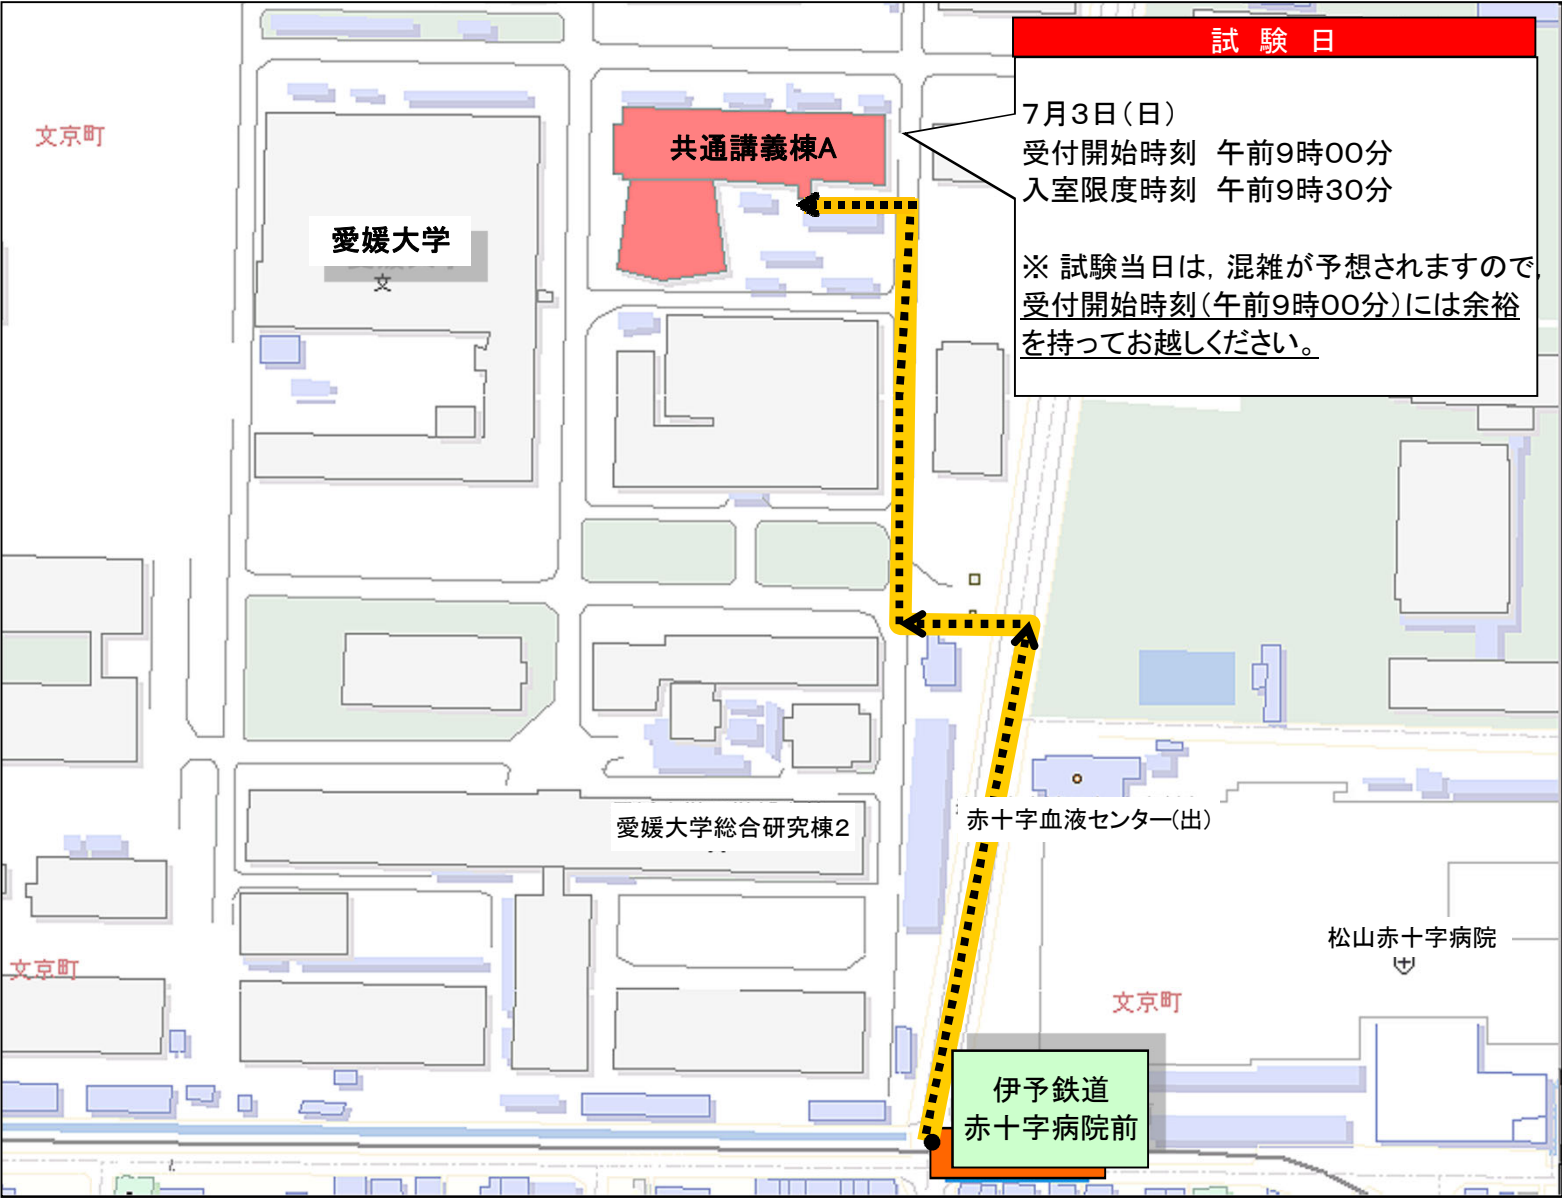 試 験 日
7月3日(日)
受付開始時刻　午前9時00分
入室限度時刻　午前9時30分
※ 試験当日は, 混雑が予想されますので,
受付開始時刻(午前9時00分)には余裕
を持ってお越しください。
文京町
共通講義棟A
愛媛大学
文
愛媛大学総合研究棟2
赤十字血液センター(出)
松山赤十字病院
文京町
文京町
伊予鉄道
赤十字病院前